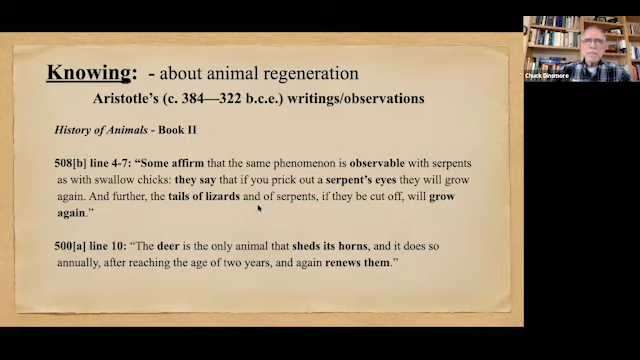 Knowing: - about animal regeneration
Aristotle's (c. 384—322 b.c.e.) writings/observations
History of Animals - Book II
508[b] line 4-7: “Some affirm that the same phenomenon is observable with serpents
as with swallow chicks: they say that if you prick out a serpent's eyes they will grow
again. And further, the tails of lizards and of serpents, if they be cut off, will grow
again.”
500[a] line 10: “The deer is the only animal that sheds its horns, and it does so
annually, after reaching the age of two years, and again renews them.”
Chuck Dinsmore